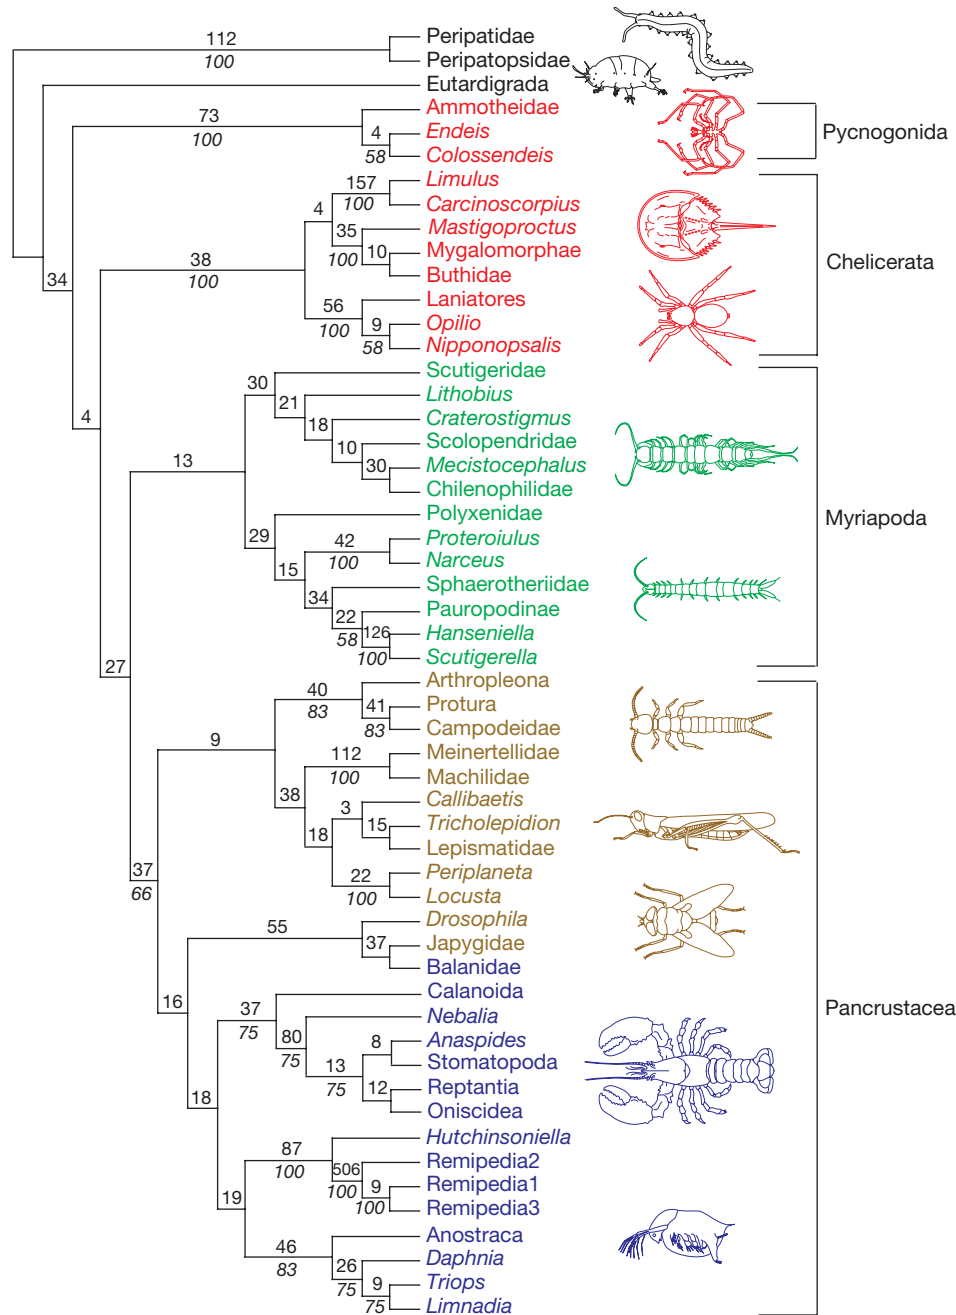 112
Peripatidae
100
Peripatopsidae
Eutardigrada
73
Ammotheidae
100
4
Endeis
58
Colossendeis
Pycnogonida
157
Limulus
100
Carcinoscorpius
4
35
Mastigoproctus
100
10
Mygalomorphae
Buthidae
38
100
Chelicerata
34
56
Laniatores
100
9
Opilio
58
Nipponopsalis
30
Scutigeridae
21
Lithobius
4
18
Craterostigmus
10
Scolopendridae
13
30
Mecistocephalus
Chilenophilidae
Myriapoda
29
Polyxenidae
42
Proteroiulus
100
Narceus
15
34
Sphaerotheriidae
22
Pauropodinae
58
126
Hanseniella
100
Scutigerella
27
40
Arthropleona
83
41
Protura
83
Campodeidae
9
112
Meinertellidae
100
Machilidae
38
3
Callibaetis
18
15
Tricholepidion
Lepismatidae
37
66
22
Periplaneta
100
Locusta
55
Drosophila
37
Japygidae
Balanidae
16
Pancrustacea
37
Calanoida
75
80
Nebalia
75
8
Anaspides
13
Stomatopoda
75
12
Reptantia
Oniscidea
18
87
Hutchinsoniella
100
506
Remipedia2
100
9
Remipedia1
100
Remipedia3
19
46
Anostraca
83
26
Daphnia
75
9
Triops
75
Limnadia